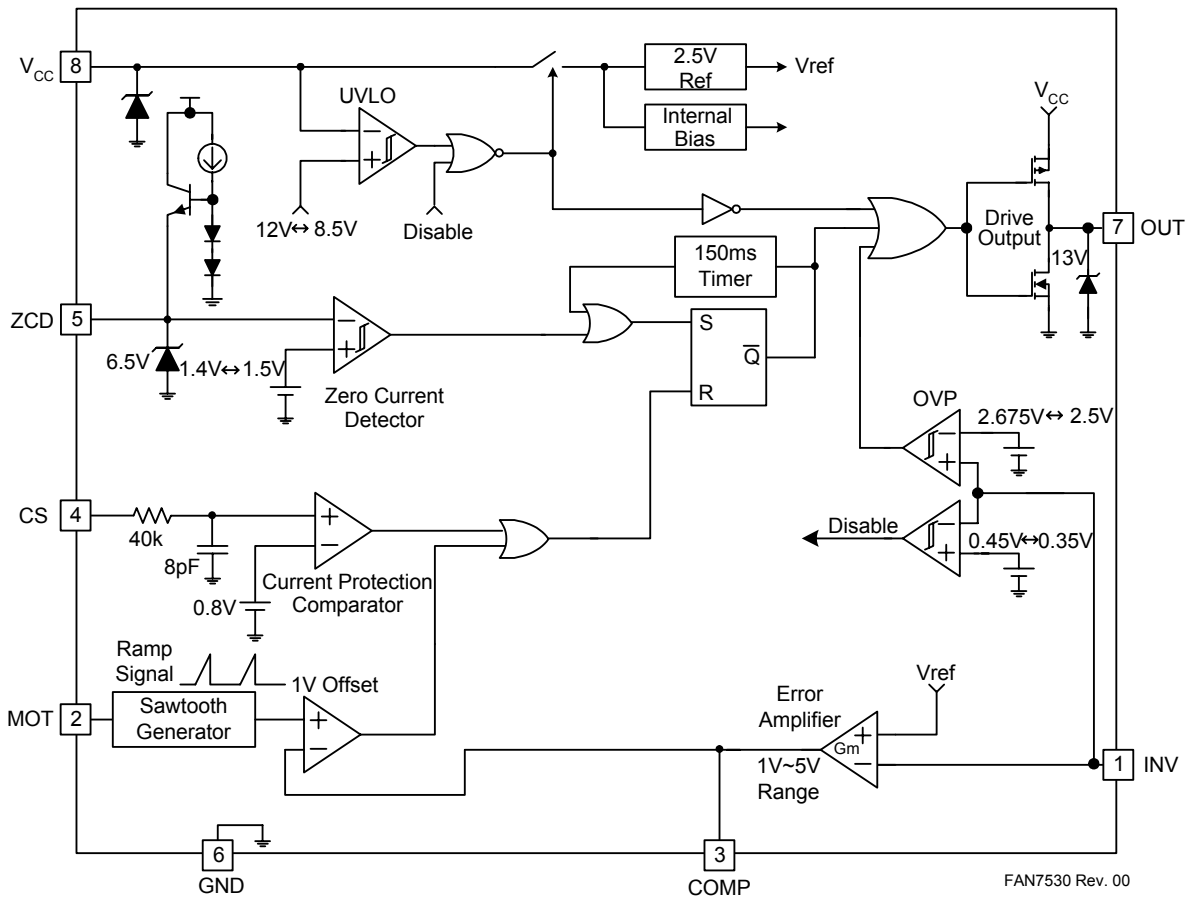 V_CC
8
2.5V
Ref
Vref
UVLO
Internal
Bias
V_CC
−
+
12V↔8.5V
Disable
Drive
Output
7
OUT
150ms
Timer
13V
ZCD
5
−
+
S
Q̅
R
6.5V
1.4V↔1.5V
Zero Current
Detector
OVP
2.675V↔2.5V
−
+
CS
4
40k
8pF
+
−
Current Protection
Comparator
0.8V
Disable
−
+
0.45V↔0.35V
Ramp
Signal
1V Offset
MOT
2
Sawtooth
Generator
+
−
Error
Amplifier
Vref
Gm
+
−
1V~5V
Range
1
INV
6
GND
3
COMP
FAN7530 Rev. 00